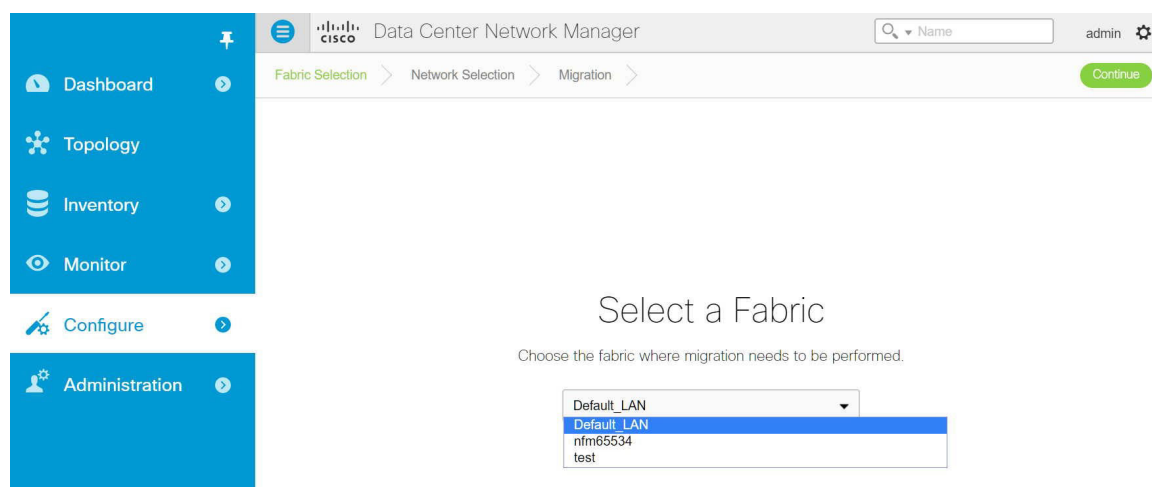 CISCO Data Center Network Manager
Name
admin
Fabric Selection
Network Selection
Migration
Continue
Dashboard
Topology
Inventory
Monitor
Configure
Administration
Select a Fabric
Choose the fabric where migration needs to be performed.
Default_LAN
Default_LAN
nfm65534
test